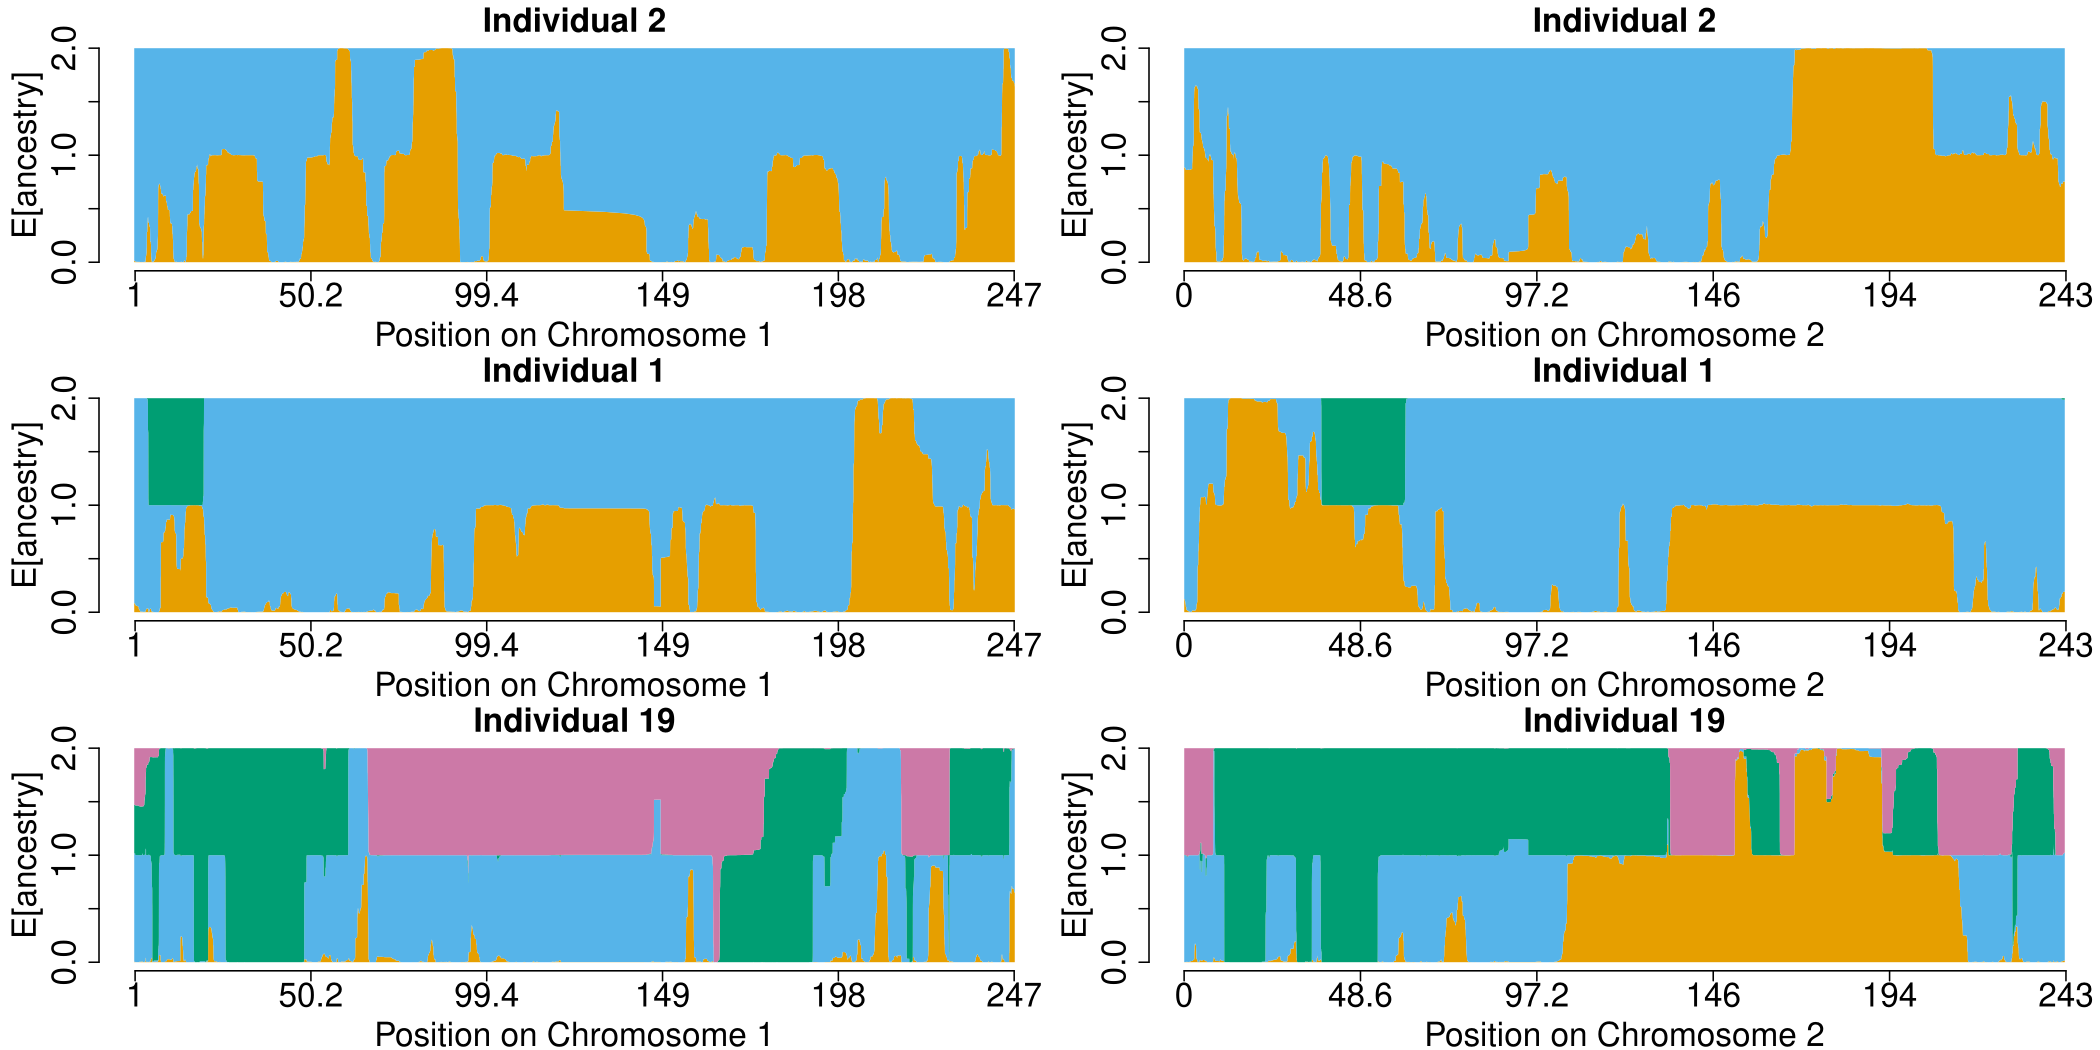 Individual 2
E[ancestry]
0.0 1.0 2.0
1 50.2 99.4 149 198 247
Position on Chromosome 1
Individual 2
E[ancestry]
0.0 1.0 2.0
0 48.6 97.2 146 194 243
Position on Chromosome 2
Individual 1
E[ancestry]
0.0 1.0 2.0
1 50.2 99.4 149 198 247
Position on Chromosome 1
Individual 1
E[ancestry]
0.0 1.0 2.0
0 48.6 97.2 146 194 243
Position on Chromosome 2
Individual 19
E[ancestry]
0.0 1.0 2.0
1 50.2 99.4 149 198 247
Position on Chromosome 1
Individual 19
E[ancestry]
0.0 1.0 2.0
0 48.6 97.2 146 194 243
Position on Chromosome 2